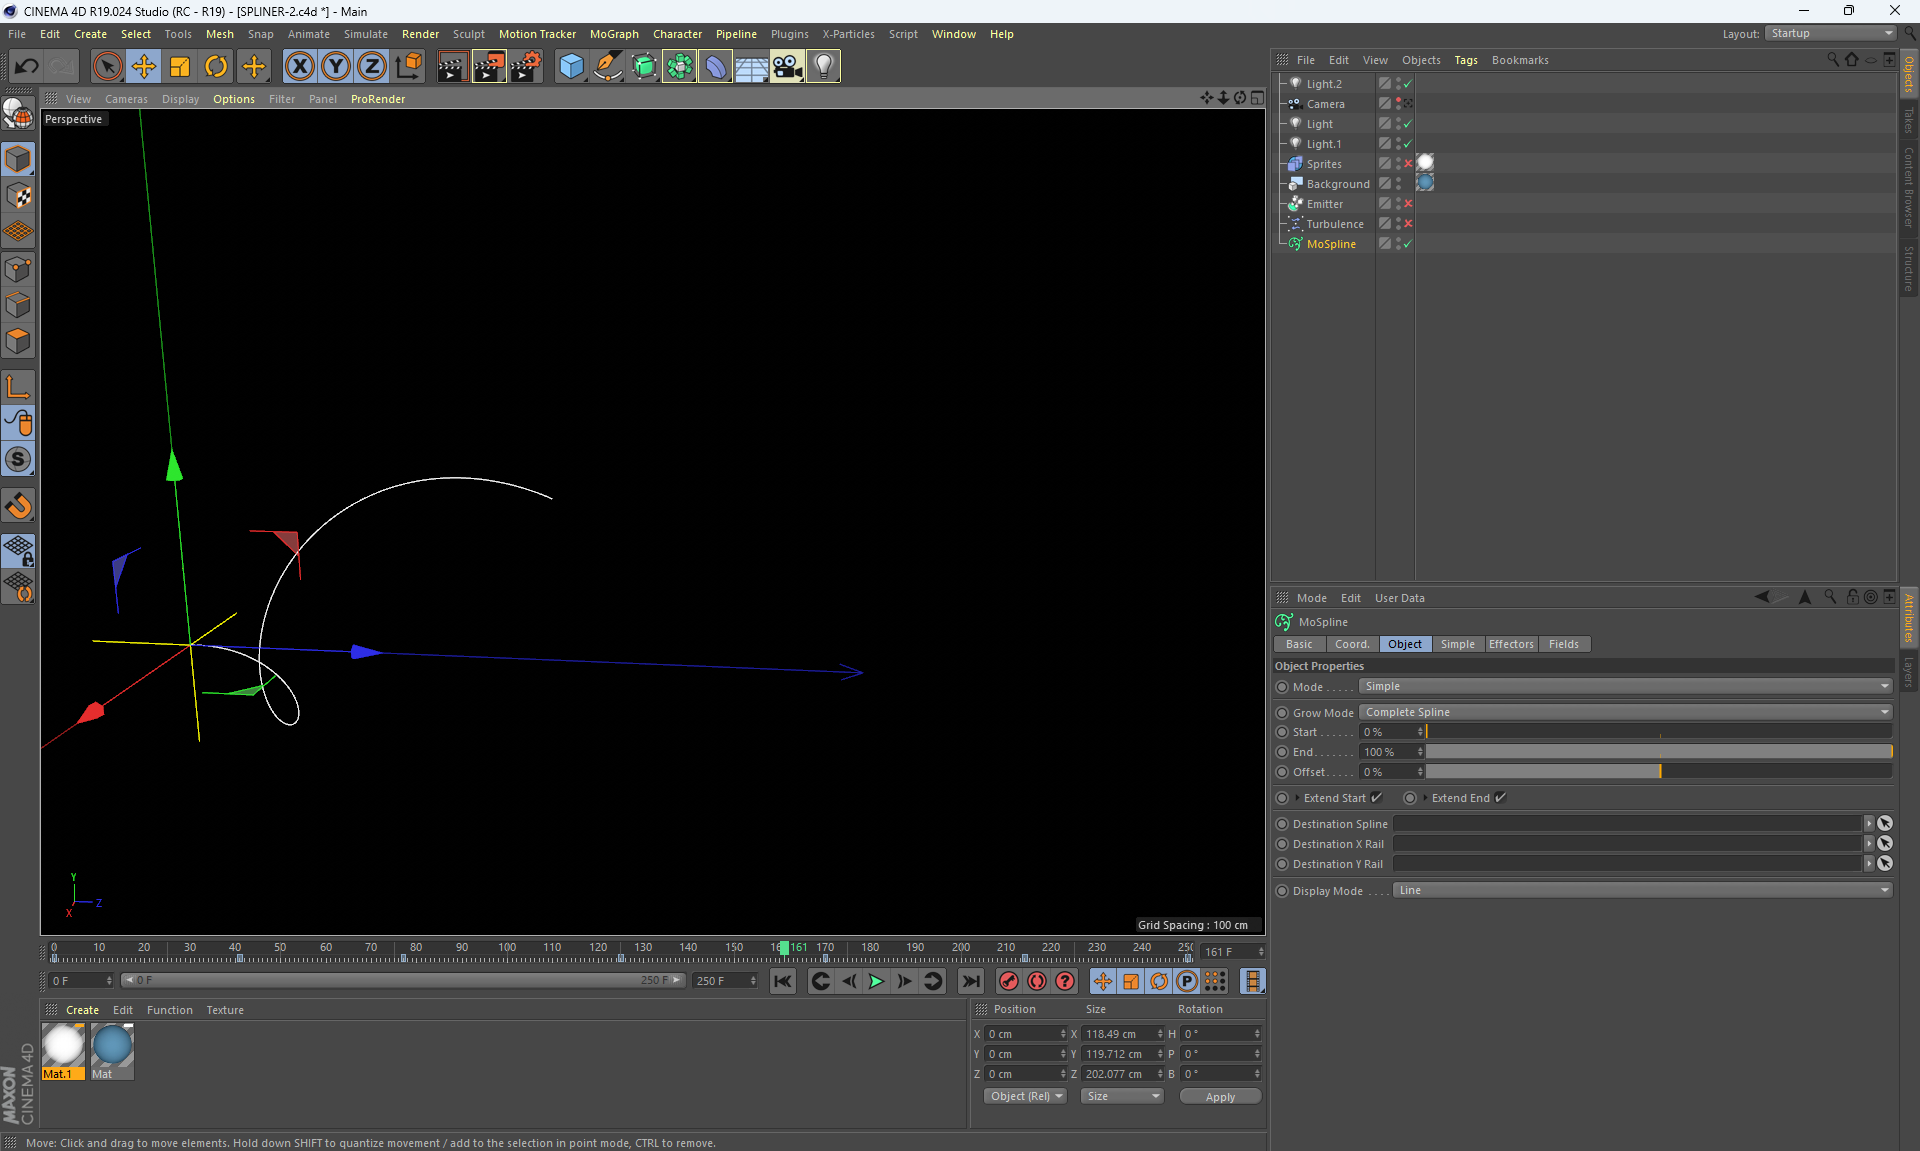 CINEMA 4D R19.024 Studio (RC - R19) - [SPLINER-2.c4d *] - Main
File Edit Create Select Tools Mesh Snap Animate Simulate Render Sculpt Motion Tracker MoGraph Character Pipeline Plugins X-Particles Script Window Help
Layout: Startup
X Y Z
View Cameras Display Options Filter Panel ProRender
Perspective
S
Y
Z
X
Grid Spacing : 100 cm
File Edit View Objects Tags Bookmarks
Light.2
Camera
Light
Light.1
Sprites
Background
Emitter
Turbulence
MoSpline
Objects
Takes
Content Browser
Structure
Mode Edit User Data
MoSpline
Basic Coord. Object Simple Effectors Fields
Object Properties
Mode . . . . . Simple
Grow Mode Complete Spline
Start . . . . . . 0 %
End . . . . . . . 100 %
Offset . . . . . 0 %
Extend Start Extend End
Destination Spline
Destination X Rail
Destination Y Rail
Display Mode . . . . Line
Attributes
Layers
0 10 20 30 40 50 60 70 80 90 100 110 120 130 140 150 16 161 170 180 190 200 210 220 230 240 250 161 F
0 F 0 F 250 F 250 F
P
Create Edit Function Texture
Mat.1 Mat
Position Size Rotation
X 0 cm X 118.49 cm H 0 °
Y 0 cm Y 119.712 cm P 0 °
Z 0 cm Z 202.077 cm B 0 °
Object (Rel) Size Apply
MAXON
CINEMA 4D
Move: Click and drag to move elements. Hold down SHIFT to quantize movement / add to the selection in point mode, CTRL to remove.